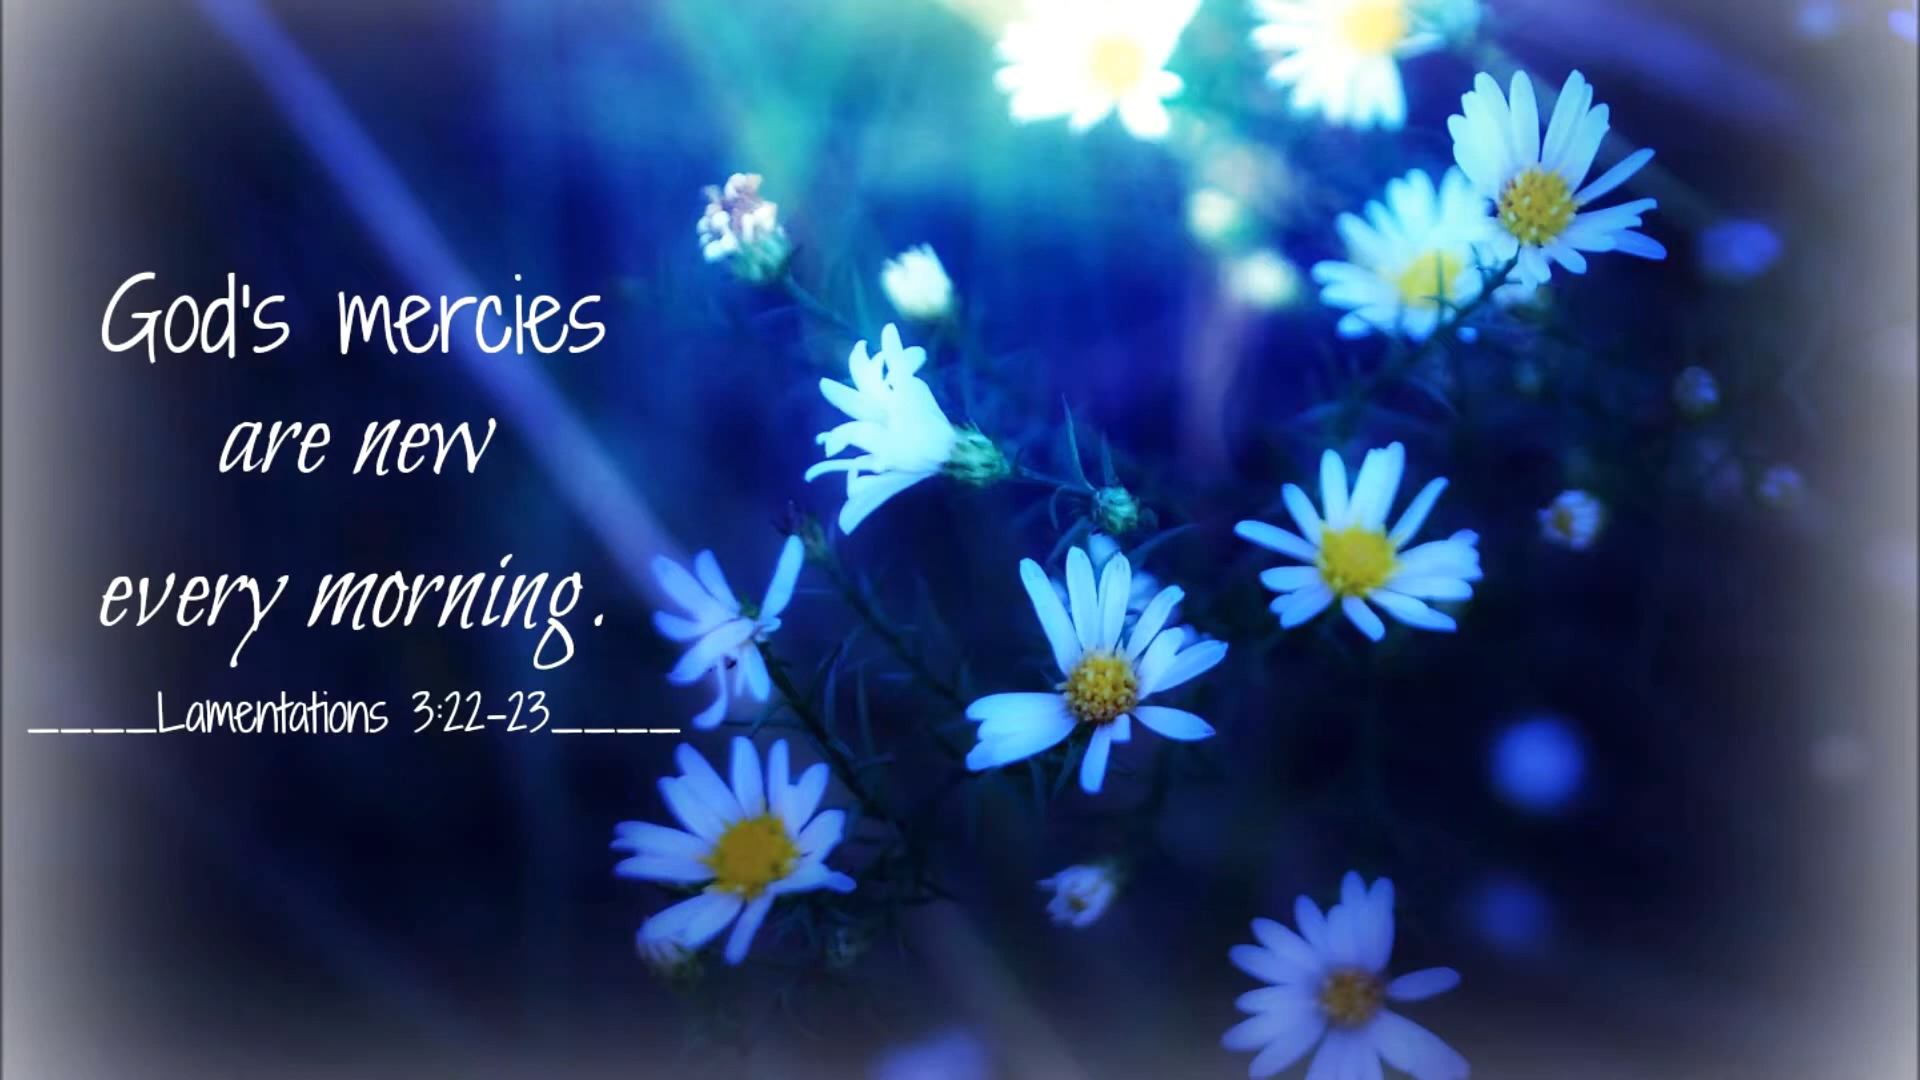 God's mercies
are new
every morning.
____Lamentations 3:22-23____